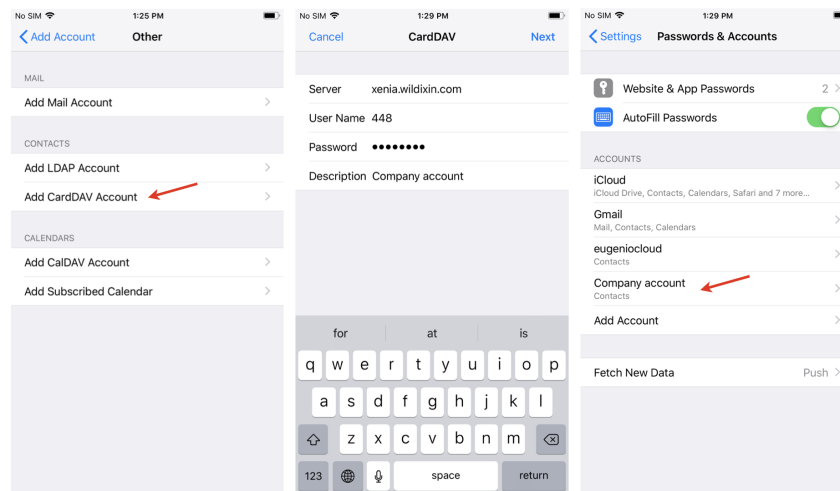 No SIM 1:25 PM
Add Account Other
MAIL
Add Mail Account
CONTACTS
Add LDAP Account
Add CardDAV Account
CALENDARS
Add CalDAV Account
Add Subscribed Calendar
No SIM 1:29 PM
Cancel CardDAV Next
Server xenia.wildixin.com
User Name 448
Password ●●●●●●●●
Description Company account
for at is
q w e r t y u i o p
a s d f g h j k l
z x c v b n m
123 space return
No SIM 1:29 PM
Settings Passwords & Accounts
Website & App Passwords 2
AutoFill Passwords
ACCOUNTS
iCloud
iCloud Drive, Contacts, Calendars, Safari and 7 more...
Gmail
Mail, Contacts, Calendars
eugeniocloud
Contacts
Company account
Contacts
Add Account
Fetch New Data Push